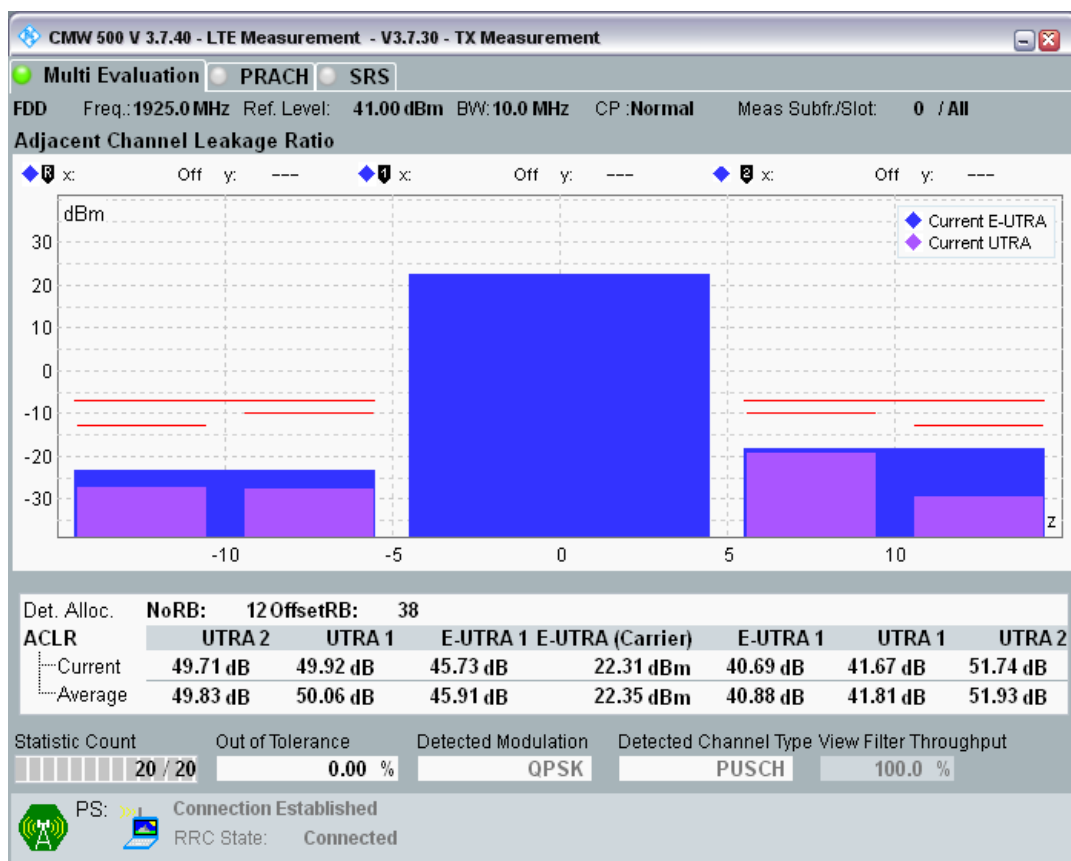 CMW 500 V 3.7.40 - LTE Measurement - V3.7.30 - TX Measurement
Multi Evaluation PRACH SRS
FDD Freq.: 1925.0 MHz Ref. Level: 41.00 dBm BW: 10.0 MHz CP :Normal Meas Subfr./Slot: 0 / All
Adjacent Channel Leakage Ratio
R x: Off y: --- 1 x: Off y: --- 2 x: Off y: ---
dBm
Current E-UTRA
Current UTRA
30
20
10
0
-10
-20
-30
z
-10 -5 0 5 10
Det. Alloc. NoRB: 12 OffsetRB: 38
ACLR UTRA 2 UTRA 1 E-UTRA 1 E-UTRA (Carrier) E-UTRA 1 UTRA 1 UTRA 2
Current 49.71 dB 49.92 dB 45.73 dB 22.31 dBm 40.69 dB 41.67 dB 51.74 dB
Average 49.83 dB 50.06 dB 45.91 dB 22.35 dBm 40.88 dB 41.81 dB 51.93 dB
Statistic Count Out of Tolerance Detected Modulation Detected Channel Type View Filter Throughput
20 / 20 0.00 % QPSK PUSCH 100.0 %
PS: Connection Established
RRC State: Connected